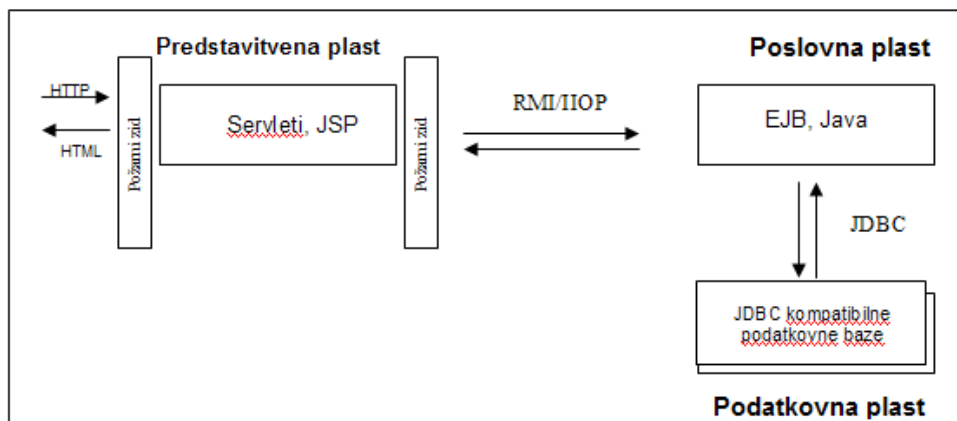 Predstavitvena plast
HTTP
HTML
Požarni zid
Servleti, JSP
Požarni zid
RMI/IIOP
Poslovna plast
EJB, Java
JDBC
JDBC kompatibilne
podatkovne baze
Podatkovna plast